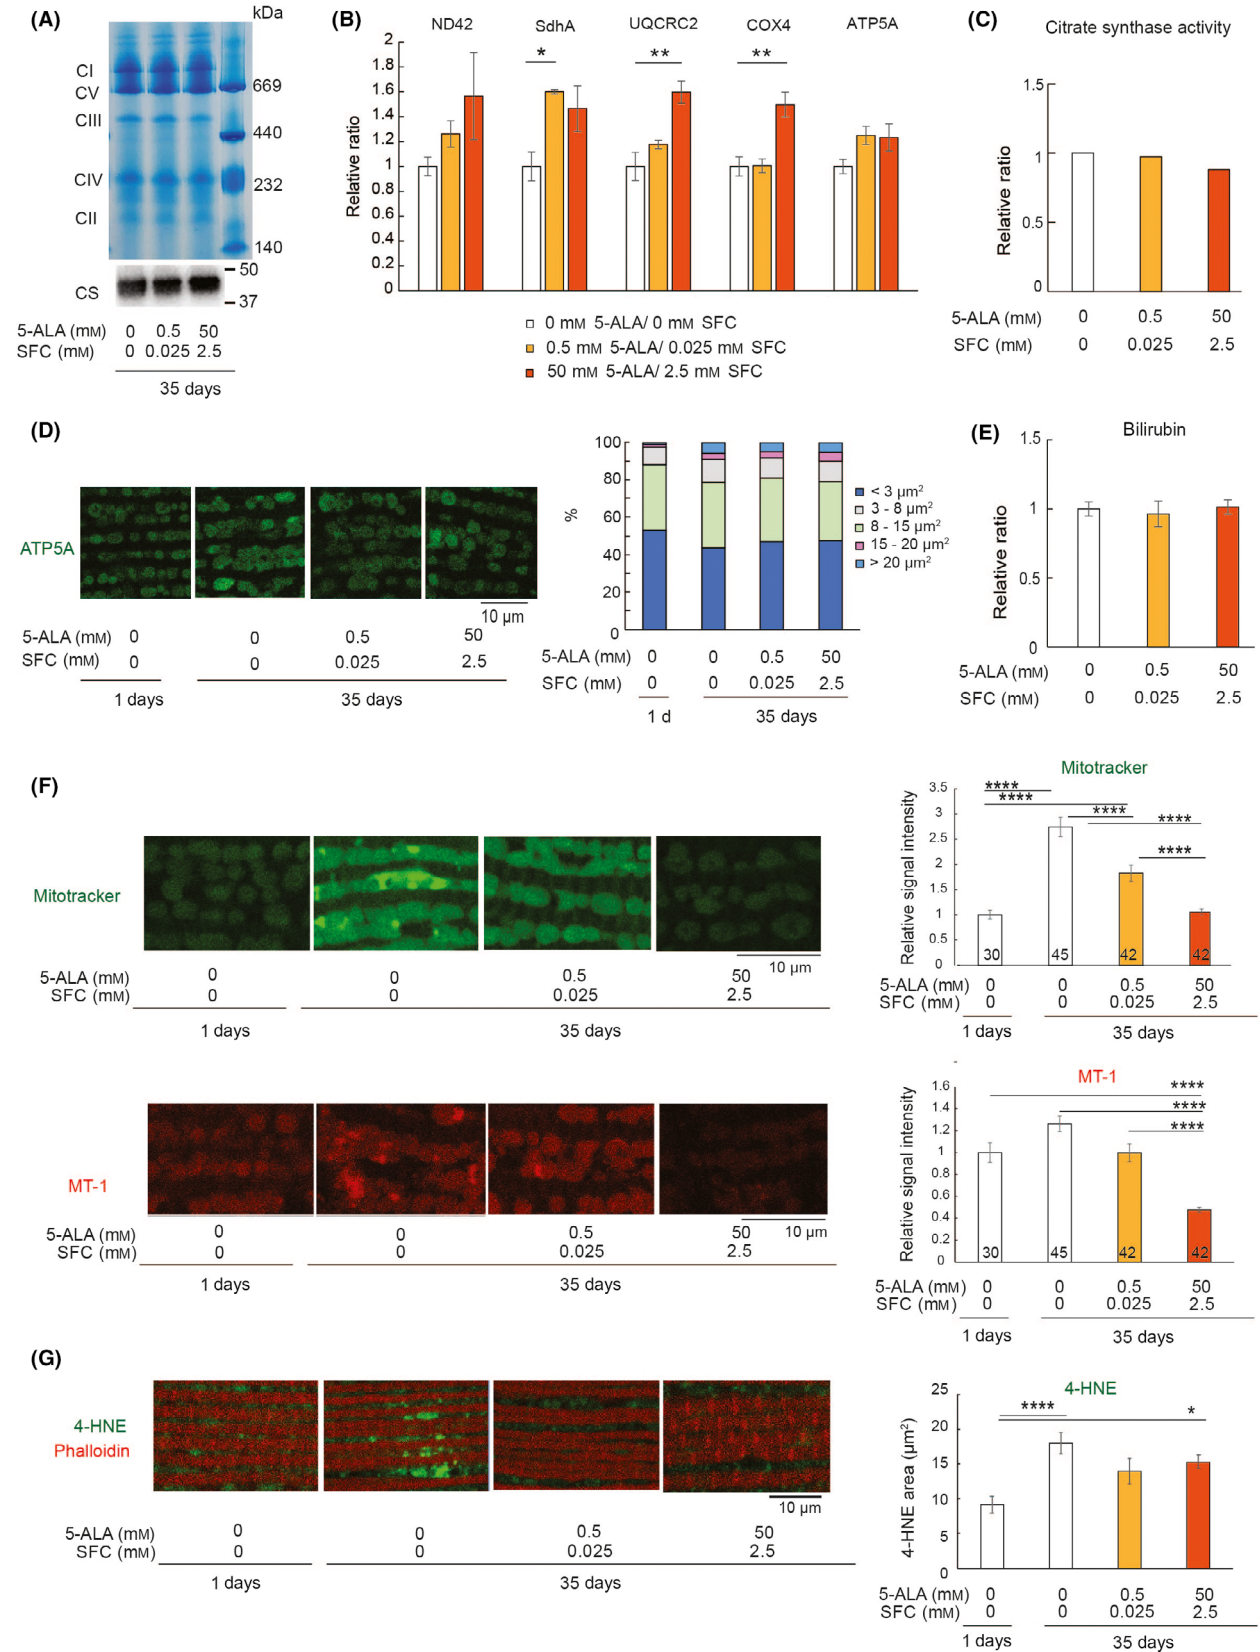 (A)
kDa
CI
CV
CIII
CIV
CII
CS
669
440
232
140
50
37
5-ALA (mM) 0 0.5 50
SFC (mM) 0 0.025 2.5
35 days
(B)
ND42 SdhA UQCRC2 COX4 ATP5A
* ** **
Relative ratio
2
1.8
1.6
1.4
1.2
1
0.8
0.6
0.4
0.2
0
0 mM 5-ALA/ 0 mM SFC
0.5 mM 5-ALA/ 0.025 mM SFC
50 mM 5-ALA/ 2.5 mM SFC
(C)
Citrate synthase activity
Relative ratio
1.5
1
0.5
0
5-ALA (mM) 0 0.5 50
SFC (mM) 0 0.025 2.5
(D)
ATP5A
10 µm
5-ALA (mM) 0 0 0.5 50
SFC (mM) 0 0 0.025 2.5
1 days 35 days
%
100
80
60
40
20
0
< 3 µm²
3 - 8 µm²
8 - 15 µm²
15 - 20 µm²
> 20 µm²
5-ALA (mM) 0 0 0.5 50
SFC (mM) 0 0 0.025 2.5
1 d 35 days
(E)
Bilirubin
Relative ratio
1.5
1
0.5
0
5-ALA (mM) 0 0.5 50
SFC (mM) 0 0.025 2.5
(F)
Mitotracker
10 µm
5-ALA (mM) 0 0 0.5 50
SFC (mM) 0 0 0.025 2.5
1 days 35 days
Mitotracker
Relative signal intensity
3.5
3
2.5
2
1.5
1
0.5
0
****
****
****
****
****
30 45 42 42
5-ALA (mM) 0 0 0.5 50
SFC (mM) 0 0 0.025 2.5
1 days 35 days
MT-1
10 µm
5-ALA (mM) 0 0 0.5 50
SFC (mM) 0 0 0.025 2.5
1 days 35 days
MT-1
Relative signal intensity
1.6
1.4
1.2
1
0.8
0.6
0.4
0.2
0
****
****
****
30 45 42 42
5-ALA (mM) 0 0 0.5 50
SFC (mM) 0 0 0.025 2.5
1 days 35 days
(G)
4-HNE
Phalloidin
10 µm
5-ALA (mM) 0 0 0.5 50
SFC (mM) 0 0 0.025 2.5
1 days 35 days
4-HNE
4-HNE area (µm²)
25
20
15
10
5
0
**** *
5-ALA (mM) 0 0 0.5 50
SFC (mM) 0 0 0.025 2.5
1 days 35 days